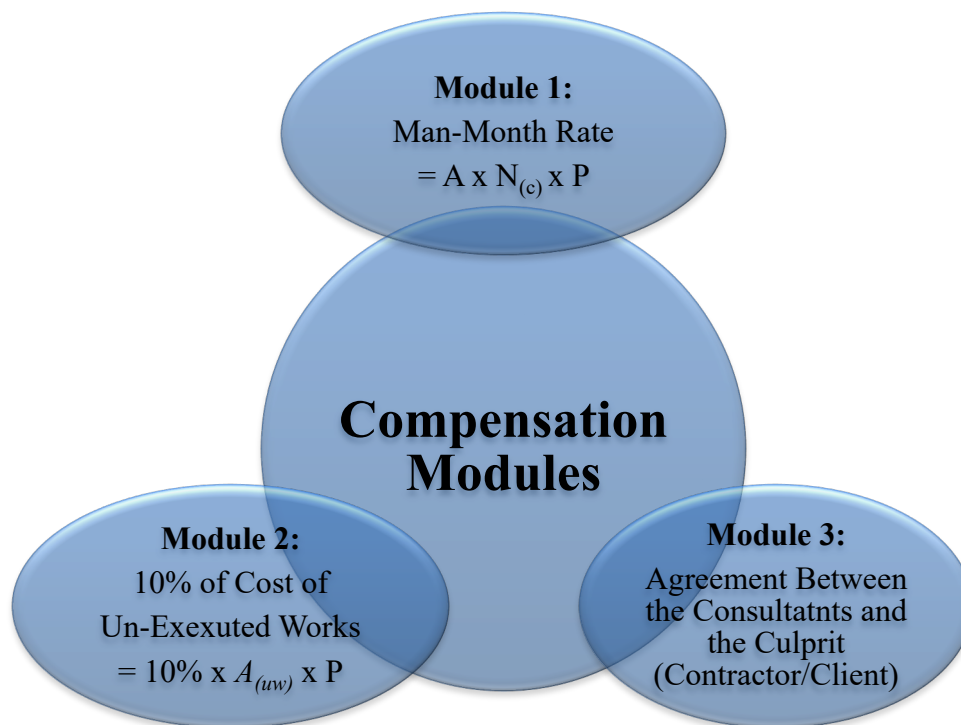 Module 1:
Man-Month Rate
= A x N(c) x P
Compensation
Modules
Module 2:
10% of Cost of
Un-Exexuted Works
= 10% x A(uw) x P
Module 3:
Agreement Between
the Consultatnts and
the Culprit
(Contractor/Client)